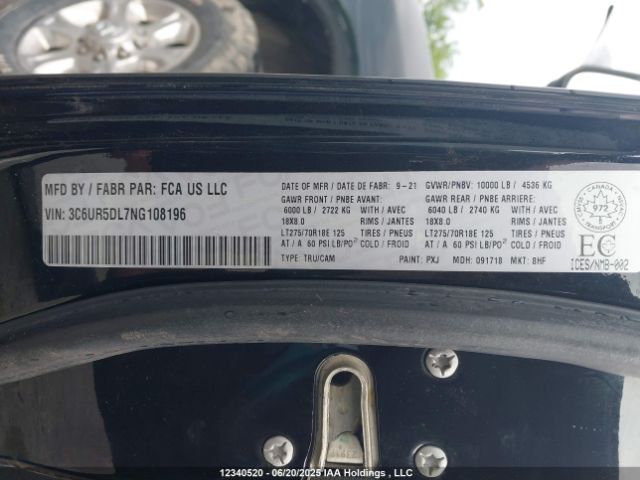 MFD BY / FABR PAR: FCA US LLC
VIN: 3C6UR5DL7NG108196
DATE OF MFR / DATE DE FABR: 9-21 GVWR/PNBV: 10000 LB / 4536 KG
GAWR FRONT / PNBE AVANT: GAWR REAR / PNBE ARRIERE:
6000 LB / 2722 KG WITH/AVEC 6040 LB / 2740 KG WITH/AVEC
18X8.0 RIMS / JANTES 18X8.0 RIMS / JANTES
LT275/70R18E 125 TIRES / PNEUS LT275/70R18E 125 TIRES / PNEUS
AT / A 60 PSI LB/PO² COLD / FROID AT / A 60 PSI LB/PO² COLD / FROID
TYPE: TRU/CAM PAINT: PXJ MDH: 091718 MKT: BHF
CANADA
975
EC
ICES/NMB-002
12340520 - 06/20/2025 - IAA Inc. / Impact Auctions